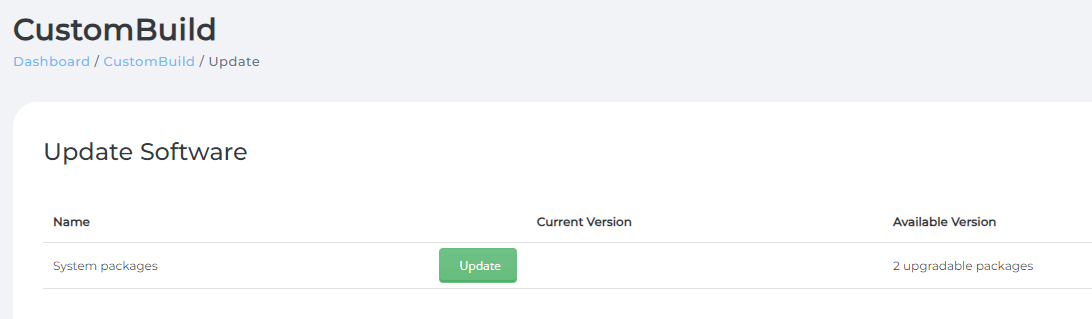 CustomBuild
Dashboard / CustomBuild / Update
Update Software
Name Current Version Available Version
System packages Update 2 upgradable packages